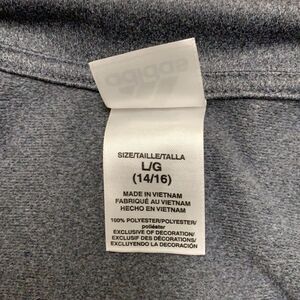 adidas
SIZE/TAILLE/TALLA
L/G
(14/16)
MADE IN VIETNAM
FABRIQUÉ AU VIETNAM
HECHO EN VIETNAM
100% POLYESTER/POLYESTER/
poliéster
EXCLUSIVE OF DECORATION/
EXCLUSIF DES DÉCORATIONS/
EXCLUYENDO LA DECORACIÓN